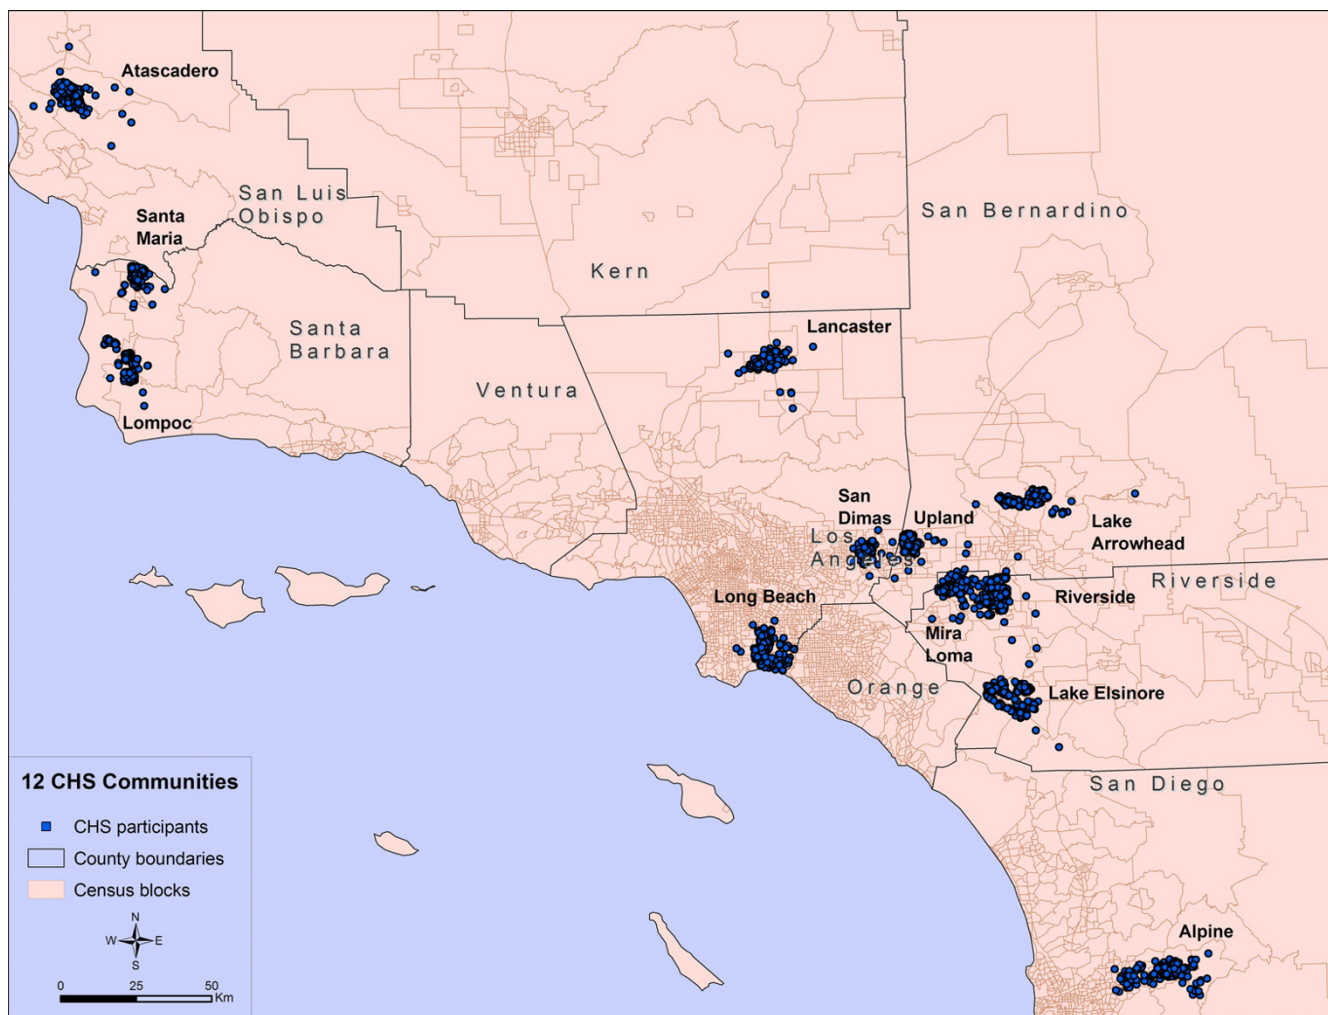 Atascadero
San Luis
Obispo
Santa
Maria
San Bernardino
Kern
Santa
Barbara
Lancaster
Ventura
Lompoc
San
Dimas
Upland
Los
Angeles
Lake
Arrowhead
Riverside
Long Beach
Riverside
Mira
Loma
Orange
Lake Elsinore
San Diego
Alpine
12 CHS Communities
CHS participants
County boundaries
Census blocks
N
W E
S
0 25 50
Km